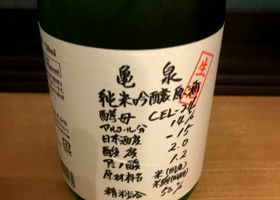 亀泉
純米吟醸原酒
生
酵母 CEL-24
アルコール分 14%
日本酒度 -15
酸度 2.0
アミノ酸 1.2
原材料名 米(国産)
米麹(国産米)
精米歩合 50%